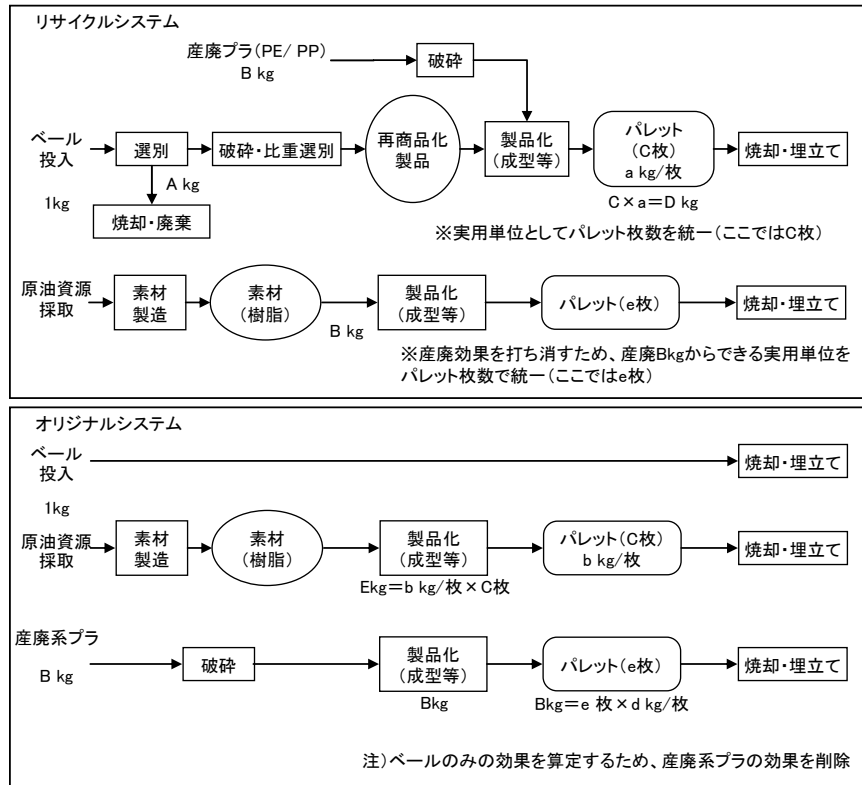 リサイクルシステム
産廃プラ(PE/ PP)
B kg
破砕
ベール
投入
1kg
選別
A kg
焼却・廃棄
破砕・比重選別
再商品化
製品
製品化
(成型等)
パレット
(C枚)
a kg/枚
C×a=D kg
焼却・埋立て
※実用単位としてパレット枚数を統一(ここではC枚)
原油資源
採取
素材
製造
素材
(樹脂)
B kg
製品化
(成型等)
パレット(e枚)
焼却・埋立て
※産廃効果を打ち消すため、産廃Bkgからできる実用単位を
パレット枚数で統一(ここではe枚)
オリジナルシステム
ベール
投入
1kg
焼却・埋立て
原油資源
採取
素材
製造
素材
(樹脂)
製品化
(成型等)
Ekg=b kg/枚×C枚
パレット(C枚)
b kg/枚
焼却・埋立て
産廃系プラ
B kg
破砕
製品化
(成型等)
Bkg
パレット(e枚)
Bkg=e 枚×d kg/枚
焼却・埋立て
注)ベールのみの効果を算定するため、産廃系プラの効果を削除